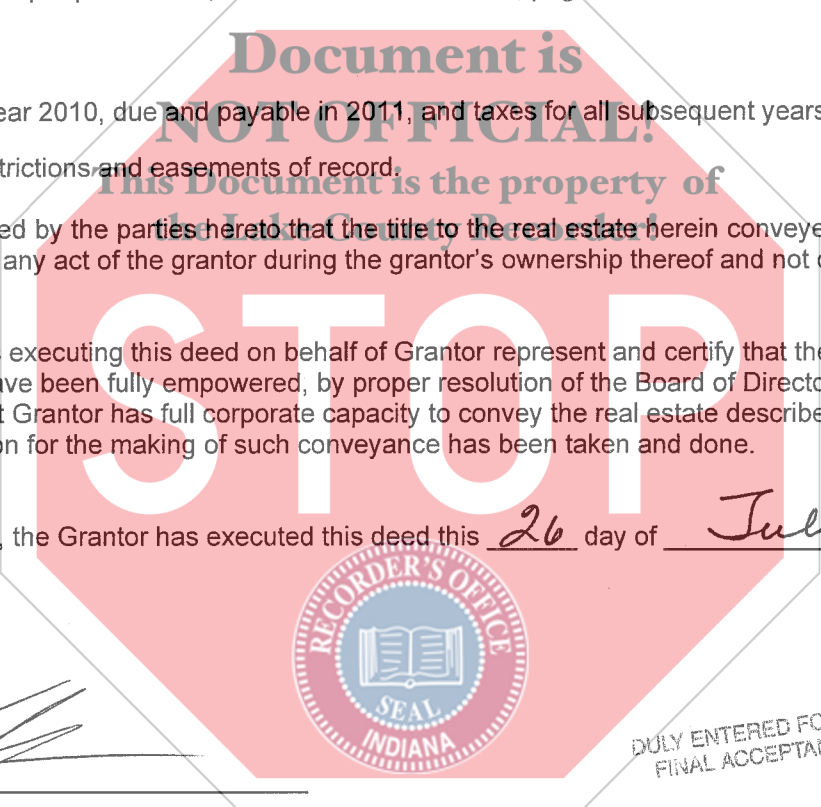 Document is
ear 2010, due and payable in 2011, and taxes for all subsequent years
NOT OFFICIAL!
trictions and easements of record.
This Document is the property of
the Lake County Recorder!
ed by the parties hereto that the title to the real estate herein conveye
any act of the grantor during the grantor's ownership thereof and not
STOP
executing this deed on behalf of Grantor represent and certify that the
ave been fully empowered, by proper resolution of the Board of Directo
t Grantor has full corporate capacity to convey the real estate describe
on for the making of such conveyance has been taken and done.
, the Grantor has executed this deed this 26 day of Jul
RECORDER'S OFFICE
SEAL
INDIANA
DULY ENTERED FO
FINAL ACCEPTAN